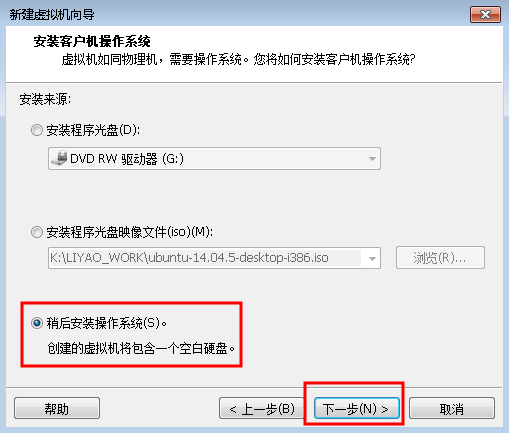 新建虚拟机向导
安装客户机操作系统
虚拟机如同物理机，需要操作系统。您将如何安装客户机操作系统?
安装来源:
安装程序光盘(D):
DVD RW 驱动器 (G:)
安装程序光盘映像文件(iso)(M):
K:\LIYAO_WORK\ubuntu-14.04.5-desktop-i386.iso
浏览(R)...
稍后安装操作系统(S)。
创建的虚拟机将包含一个空白硬盘。
帮助
< 上一步(B)
下一步(N) >
取消